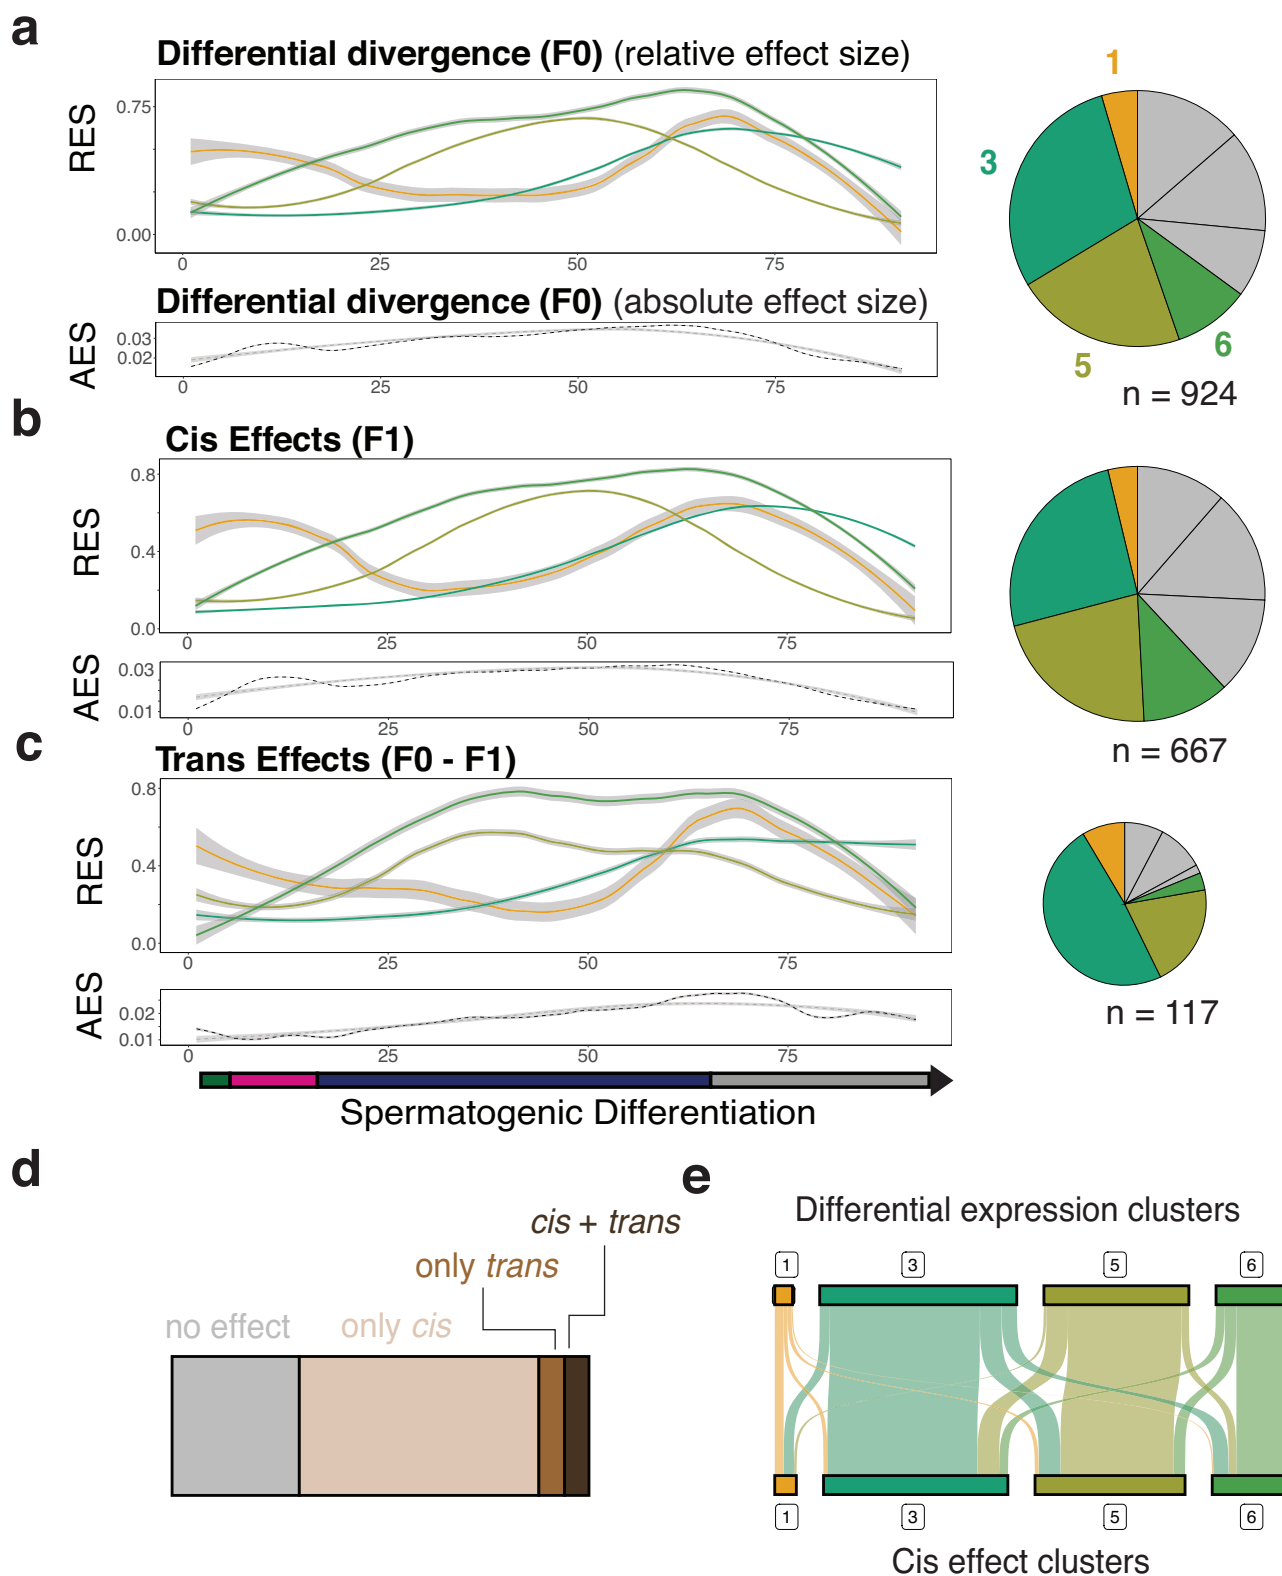 a
Differential divergence (F0) (relative effect size)
RES
0.75
0.00
0 25 50 75
1
3
5
6
n = 924
Differential divergence (F0) (absolute effect size)
AES
0.03
0.02
0 25 50 75
b
Cis Effects (F1)
RES
0.8
0.4
0.0
0 25 50 75
AES
0.03
0.01
0 25 50 75
n = 667
c
Trans Effects (F0 - F1)
RES
0.8
0.4
0.0
0 25 50 75
AES
0.02
0.01
0 25 50 75
n = 117
Spermatogenic Differentiation
d
cis + trans
only trans
no effect only cis
e
Differential expression clusters
1 3 5 6
1 3 5 6
Cis effect clusters